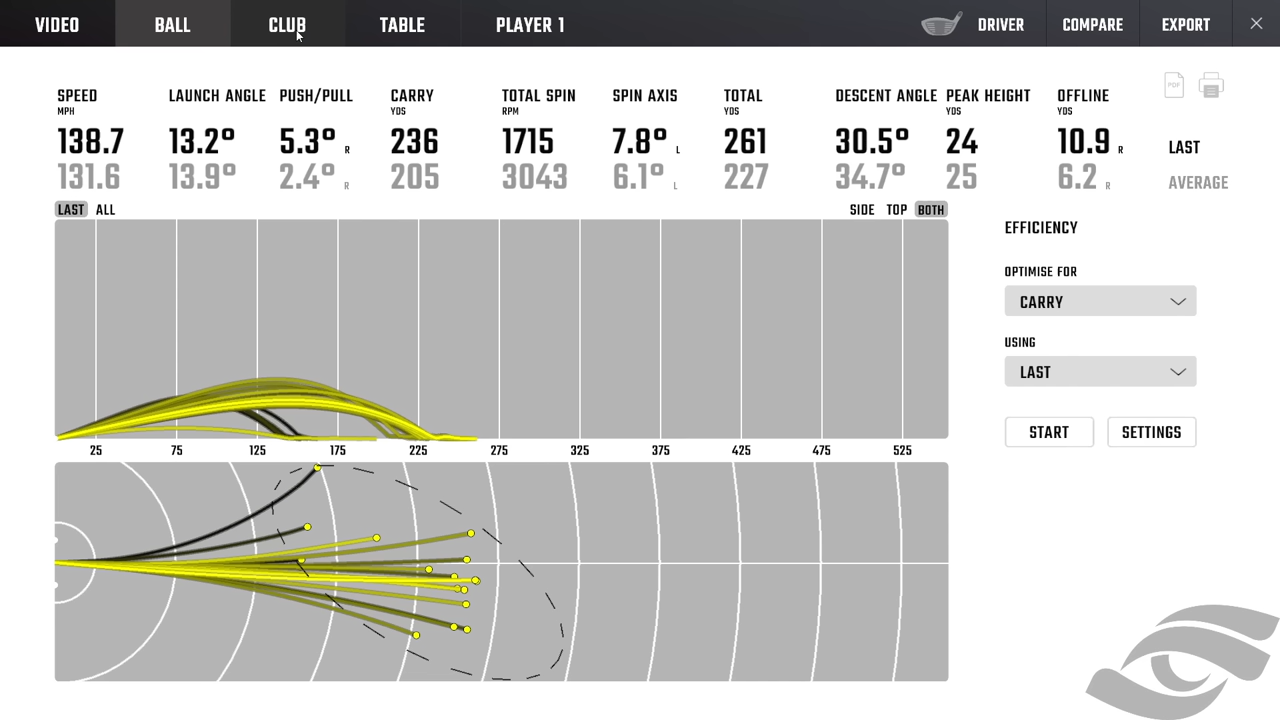 VIDEO BALL CLUB TABLE PLAYER 1 DRIVER COMPARE EXPORT
SPEED LAUNCH ANGLE PUSH/PULL CARRY TOTAL SPIN SPIN AXIS TOTAL DESCENT ANGLE PEAK HEIGHT OFFLINE PDF
MPH YDS RPM YDS YDS YDS
138.7 13.2° 5.3° R 236 1715 7.8° L 261 30.5° 24 10.9 R LAST
131.6 13.9° 2.4° R 205 3043 6.1° L 227 34.7° 25 6.2 R AVERAGE
LAST ALL SIDE TOP BOTH
EFFICIENCY
OPTIMISE FOR
CARRY
USING
LAST
START SETTINGS
25 75 125 175 225 275 325 375 425 475 525